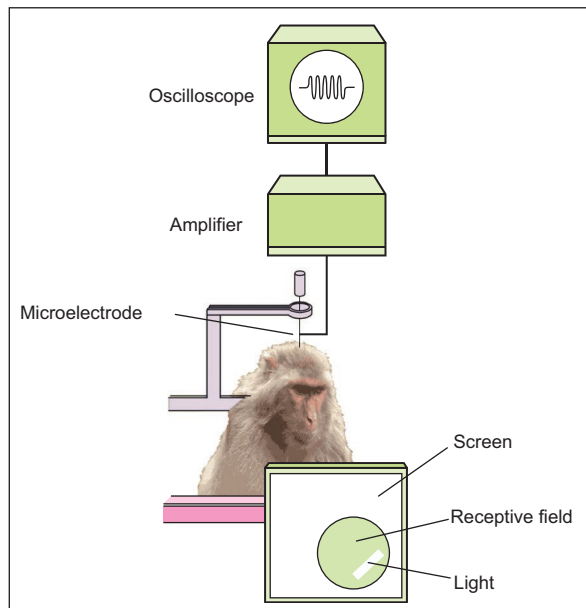 Oscilloscope
Amplifier
Microelectrode
Screen
Receptive field
Light